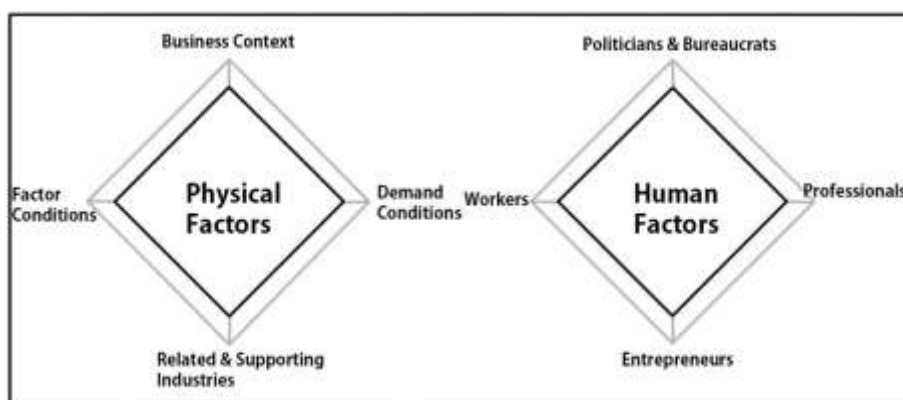 Business Context
Factor
Conditions
Physical
Factors
Demand
Conditions
Related & Supporting
Industries
Politicians & Bureaucrats
Workers
Human
Factors
Professionals
Entrepreneurs